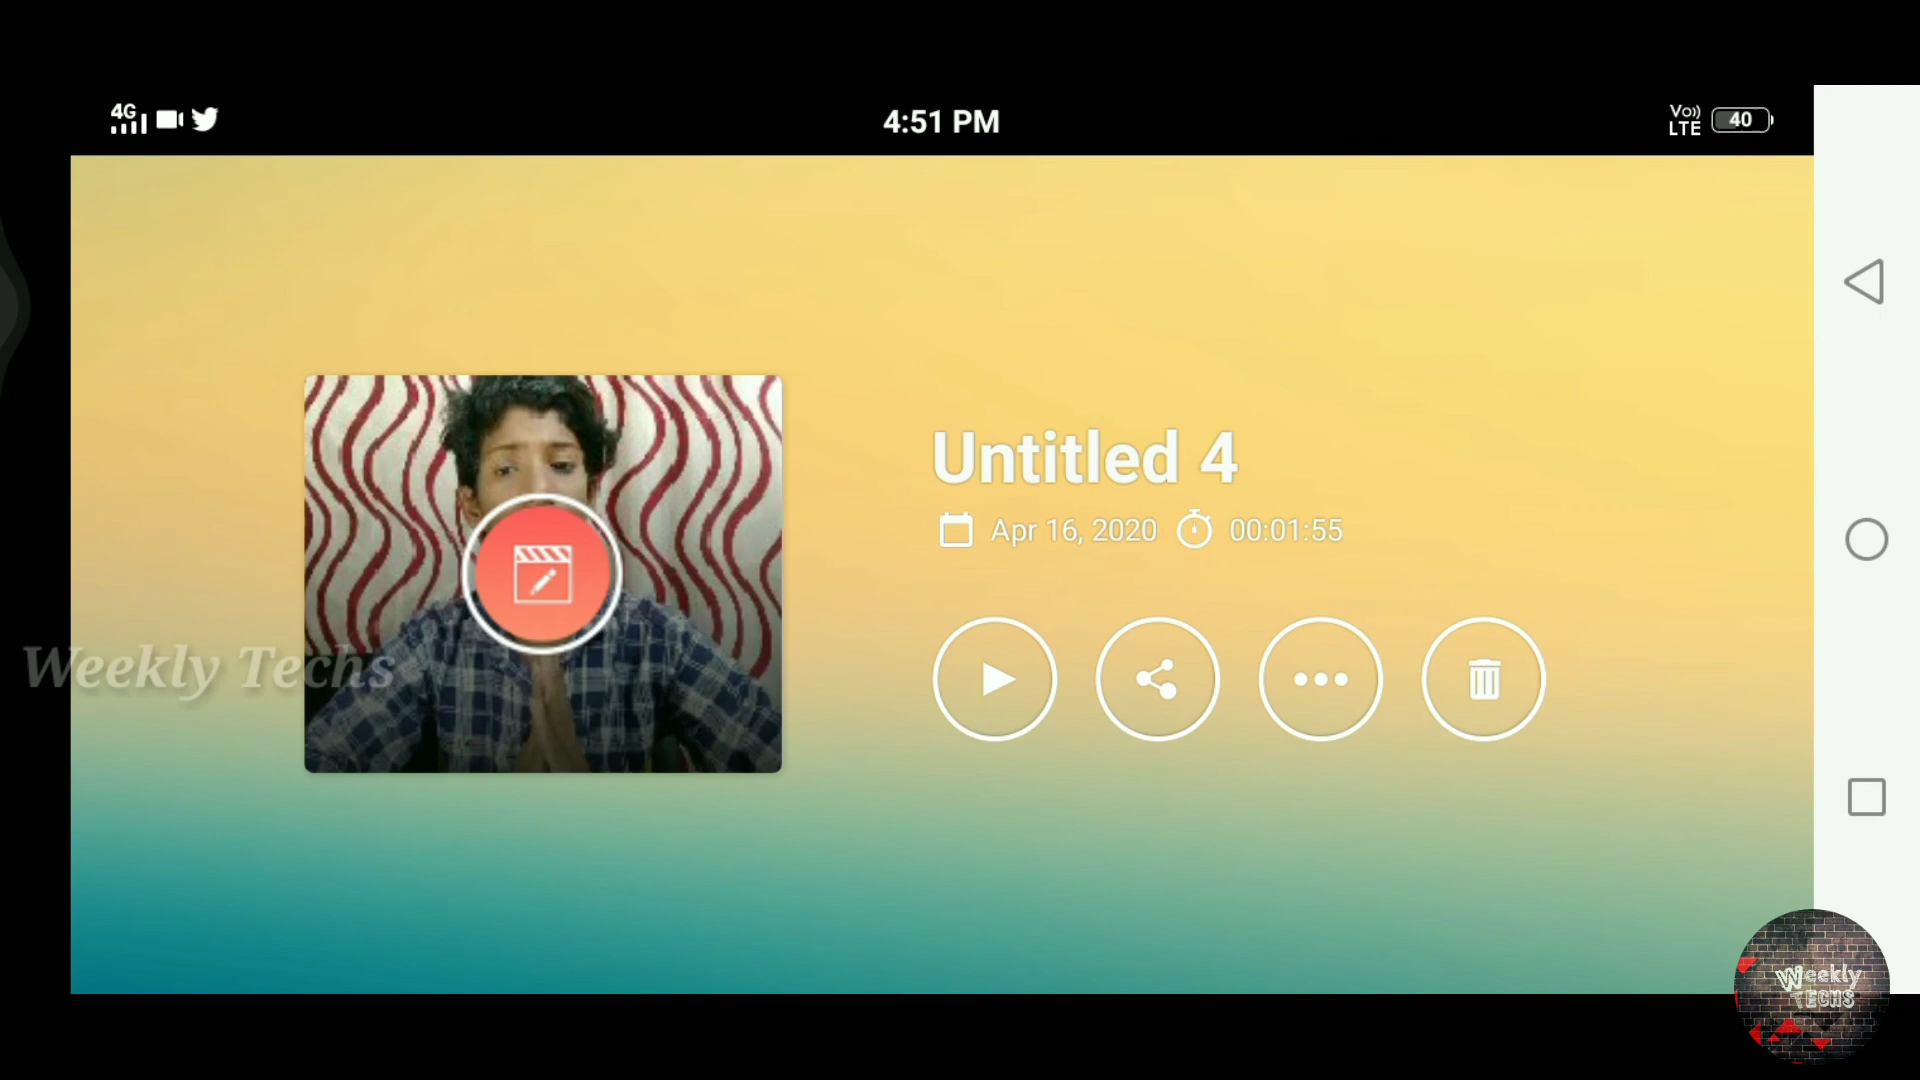 4G
4:51 PM
Vo))
LTE
40
Untitled 4
Apr 16, 2020
00:01:55
Weekly Techs
Weekly
TECHS